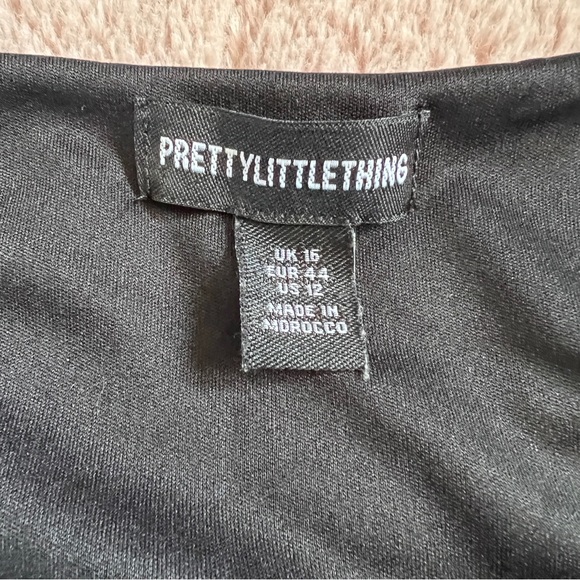 PRETTYLITTLETHING
UK 16
EUR 44
US 12
MADE IN
MOROCCO